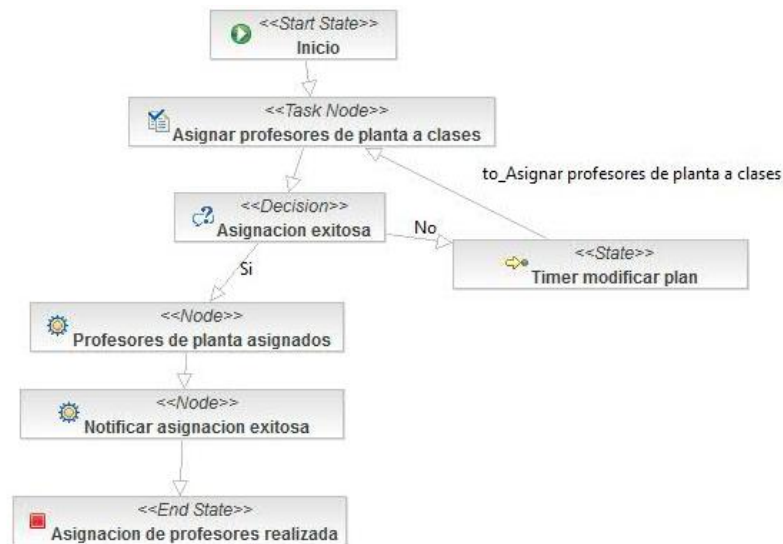 <<Start State>>
Inicio
<<Task Node>>
Asignar profesores de planta a clases
to_Asignar profesores de planta a clases
<<Decision>>
Asignacion exitosa
No
<<State>>
Timer modificar plan
Si
<<Node>>
Profesores de planta asignados
<<Node>>
Notificar asignacion exitosa
<<End State>>
Asignacion de profesores realizada